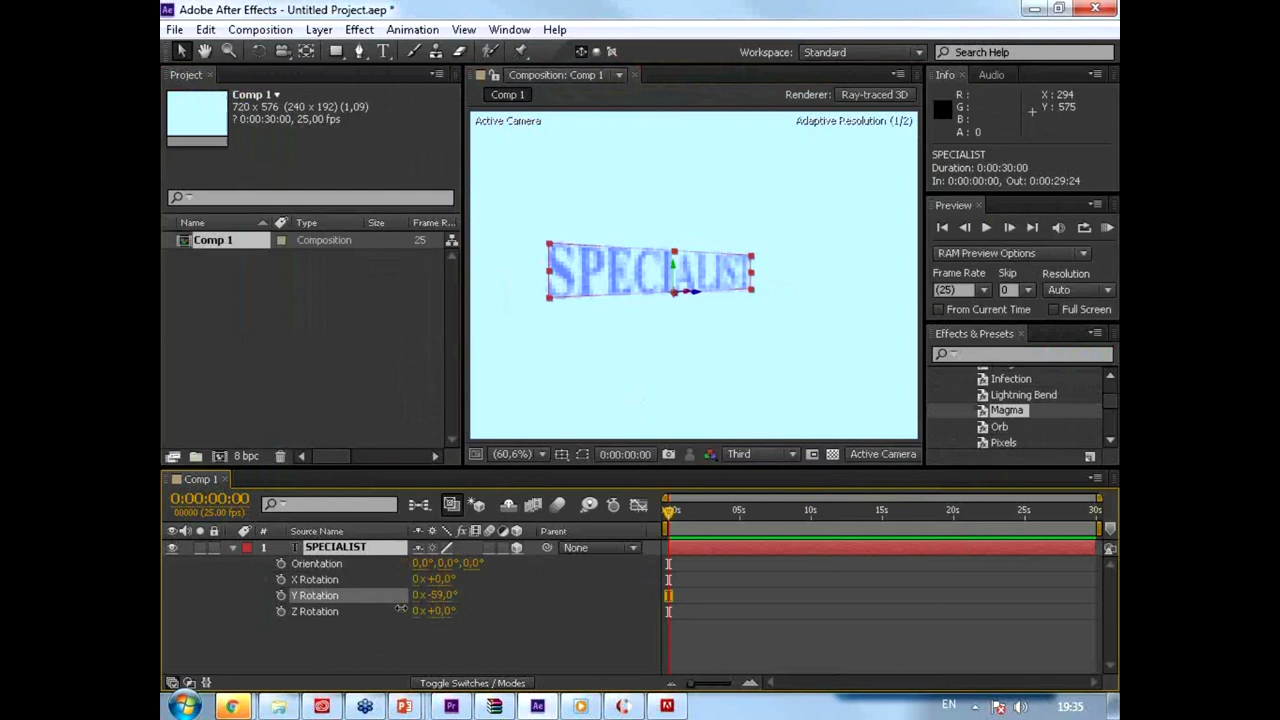 Adobe After Effects - Untitled Project.aep *
File Edit Composition Layer Effect Animation View Window Help
Workspace: Standard Search Help
Project
Composition: Comp 1
Info Audio
Comp 1
720 x 576 (240 x 192) (1,09)
? 0:00:30:00, 25,00 fps
Comp 1
Renderer: Ray-traced 3D
Active Camera
Adaptive Resolution (1/2)
R :
G :
B :
A : 0
X : 294
Y : 575
SPECIALIST
Duration: 0:00:30:00
In: 0:00:00:00, Out: 0:00:29:24
Preview
RAM Preview Options
Frame Rate Skip Resolution
(25) 0 Auto
From Current Time Full Screen
Effects & Presets
Infection
Lightning Bend
Magma
Orb
Pixels
Name Type Size Frame R...
Comp 1 Composition 25
SPECIALIST
8 bpc
(60,6%) 0:00:00:00 Third Active Camera
Comp 1
0:00:00:00
00000 (25.00 fps)
05s 10s 15s 20s 25s 30s
# Source Name Parent
1 T SPECIALIST None
Orientation 0,0°,0,0°,0,0°
X Rotation 0 x +0,0°
Y Rotation 0 x -59,0°
Z Rotation 0 x +0,0°
Toggle Switches / Modes
EN 19:35